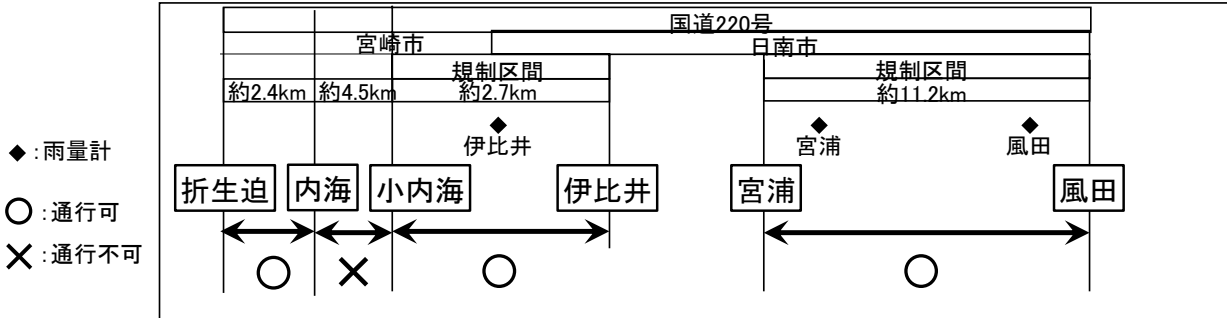 国道220号
宮崎市 日南市
規制区間 規制区間
約2.4km 約4.5km 約2.7km 約11.2km
◆:雨量計
伊比井 宮浦 風田
折生迫 内海 小内海 伊比井 宮浦 風田
○:通行可
×:通行不可
○ × ○ ○